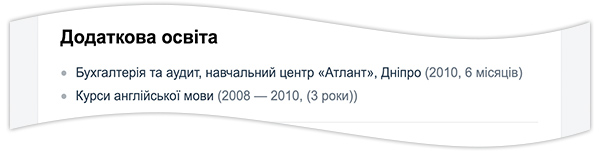 Додаткова освіта
Бухгалтерія та аудит, навчальний центр «Атлант», Дніпро (2010, 6 місяців)
Курси англійської мови (2008 — 2010, (3 роки))